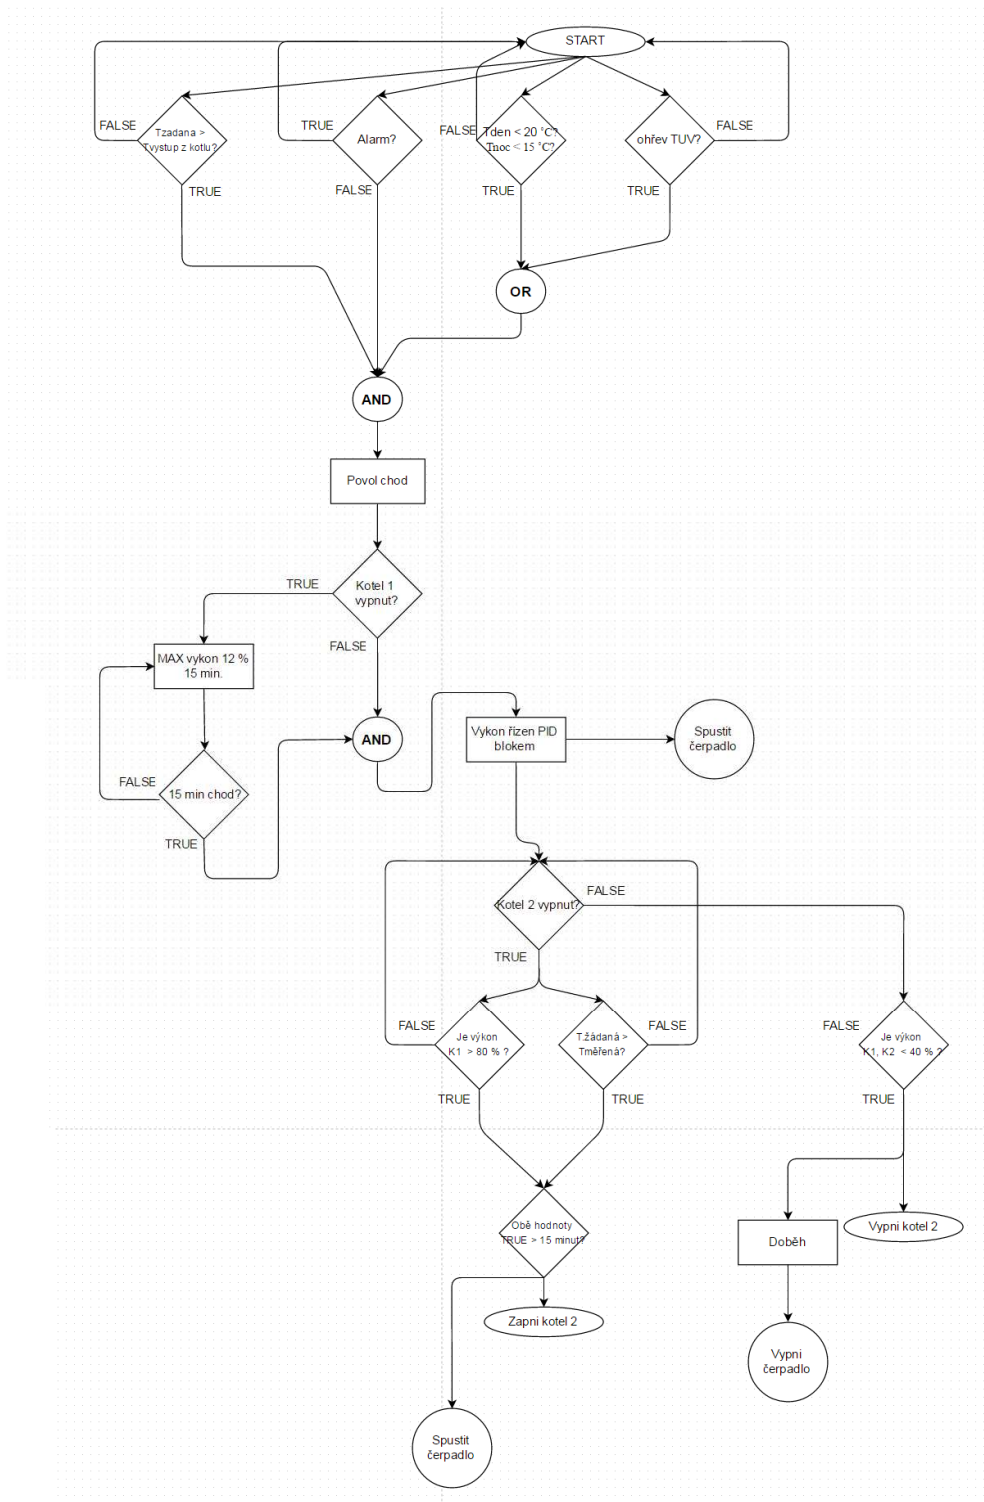 START
FALSE
Tzadana >
Tvystup z kotlu?
TRUE
TRUE
Alarm?
FALSE
FALSE
Tden < 20 ˚C?
Tnoc < 15 ˚C?
TRUE
ohřev TUV?
FALSE
TRUE
OR
AND
Povol chod
TRUE
Kotel 1
vypnut?
FALSE
MAX vykon 12 %
15 min.
FALSE
15 min chod?
TRUE
AND
Vykon řízen PID
blokem
Spustit
čerpadlo
Kotel 2 vypnut?
FALSE
TRUE
FALSE
Je výkon
K1 > 80 % ?
TRUE
T.žádaná >
Tměřená?
FALSE
TRUE
FALSE
Je výkon
K1, K2 < 40 % ?
TRUE
Obě hodnoty
TRUE > 15 minut?
Vypni kotel 2
Doběh
Zapni kotel 2
Vypni
čerpadlo
Spustit
čerpadlo